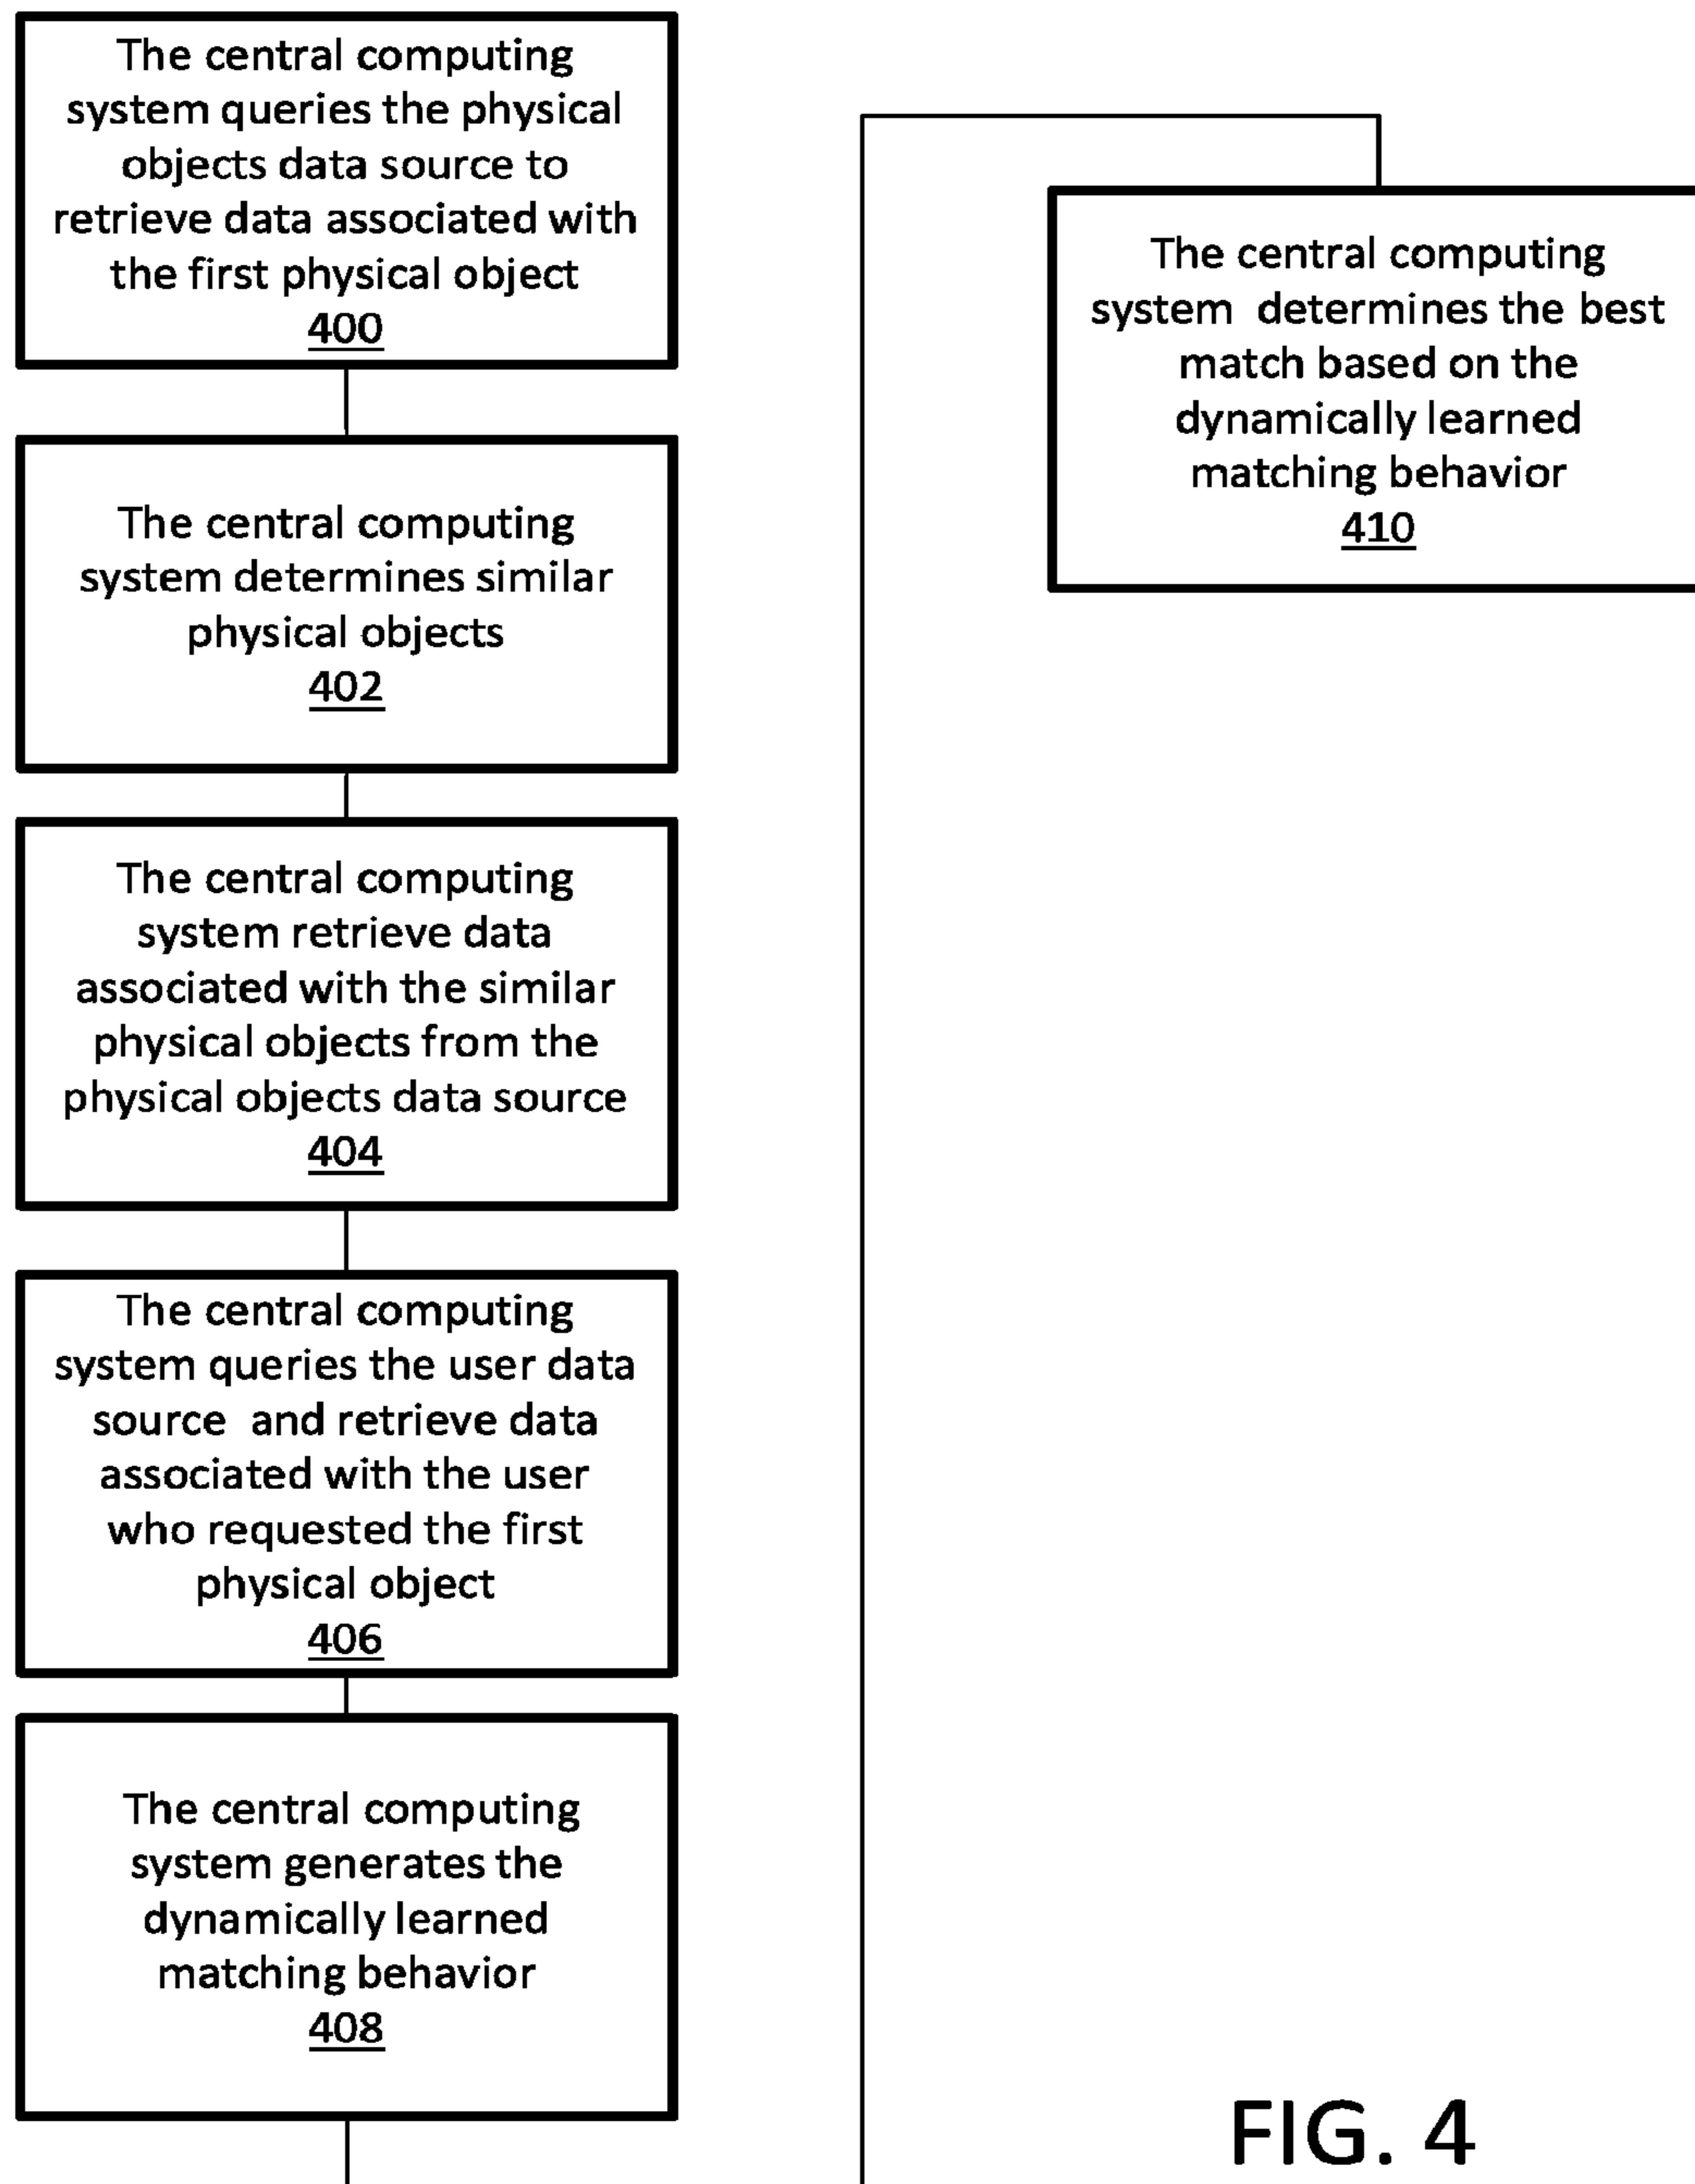 The central computing
system queries the physical
objects data source to
retrieve data associated with
the first physical object
400
The central computing
system determines similar
physical objects
402
The central computing
system retrieve data
associated with the similar
physical objects from the
physical objects data source
404
The central computing
system queries the user data
source  and retrieve data
associated with the user
who requested the first
physical object
406
The central computing
system generates the
dynamically learned
matching behavior
408
The central computing
system  determines the best
match based on the
dynamically learned
matching behavior
410
FIG. 4